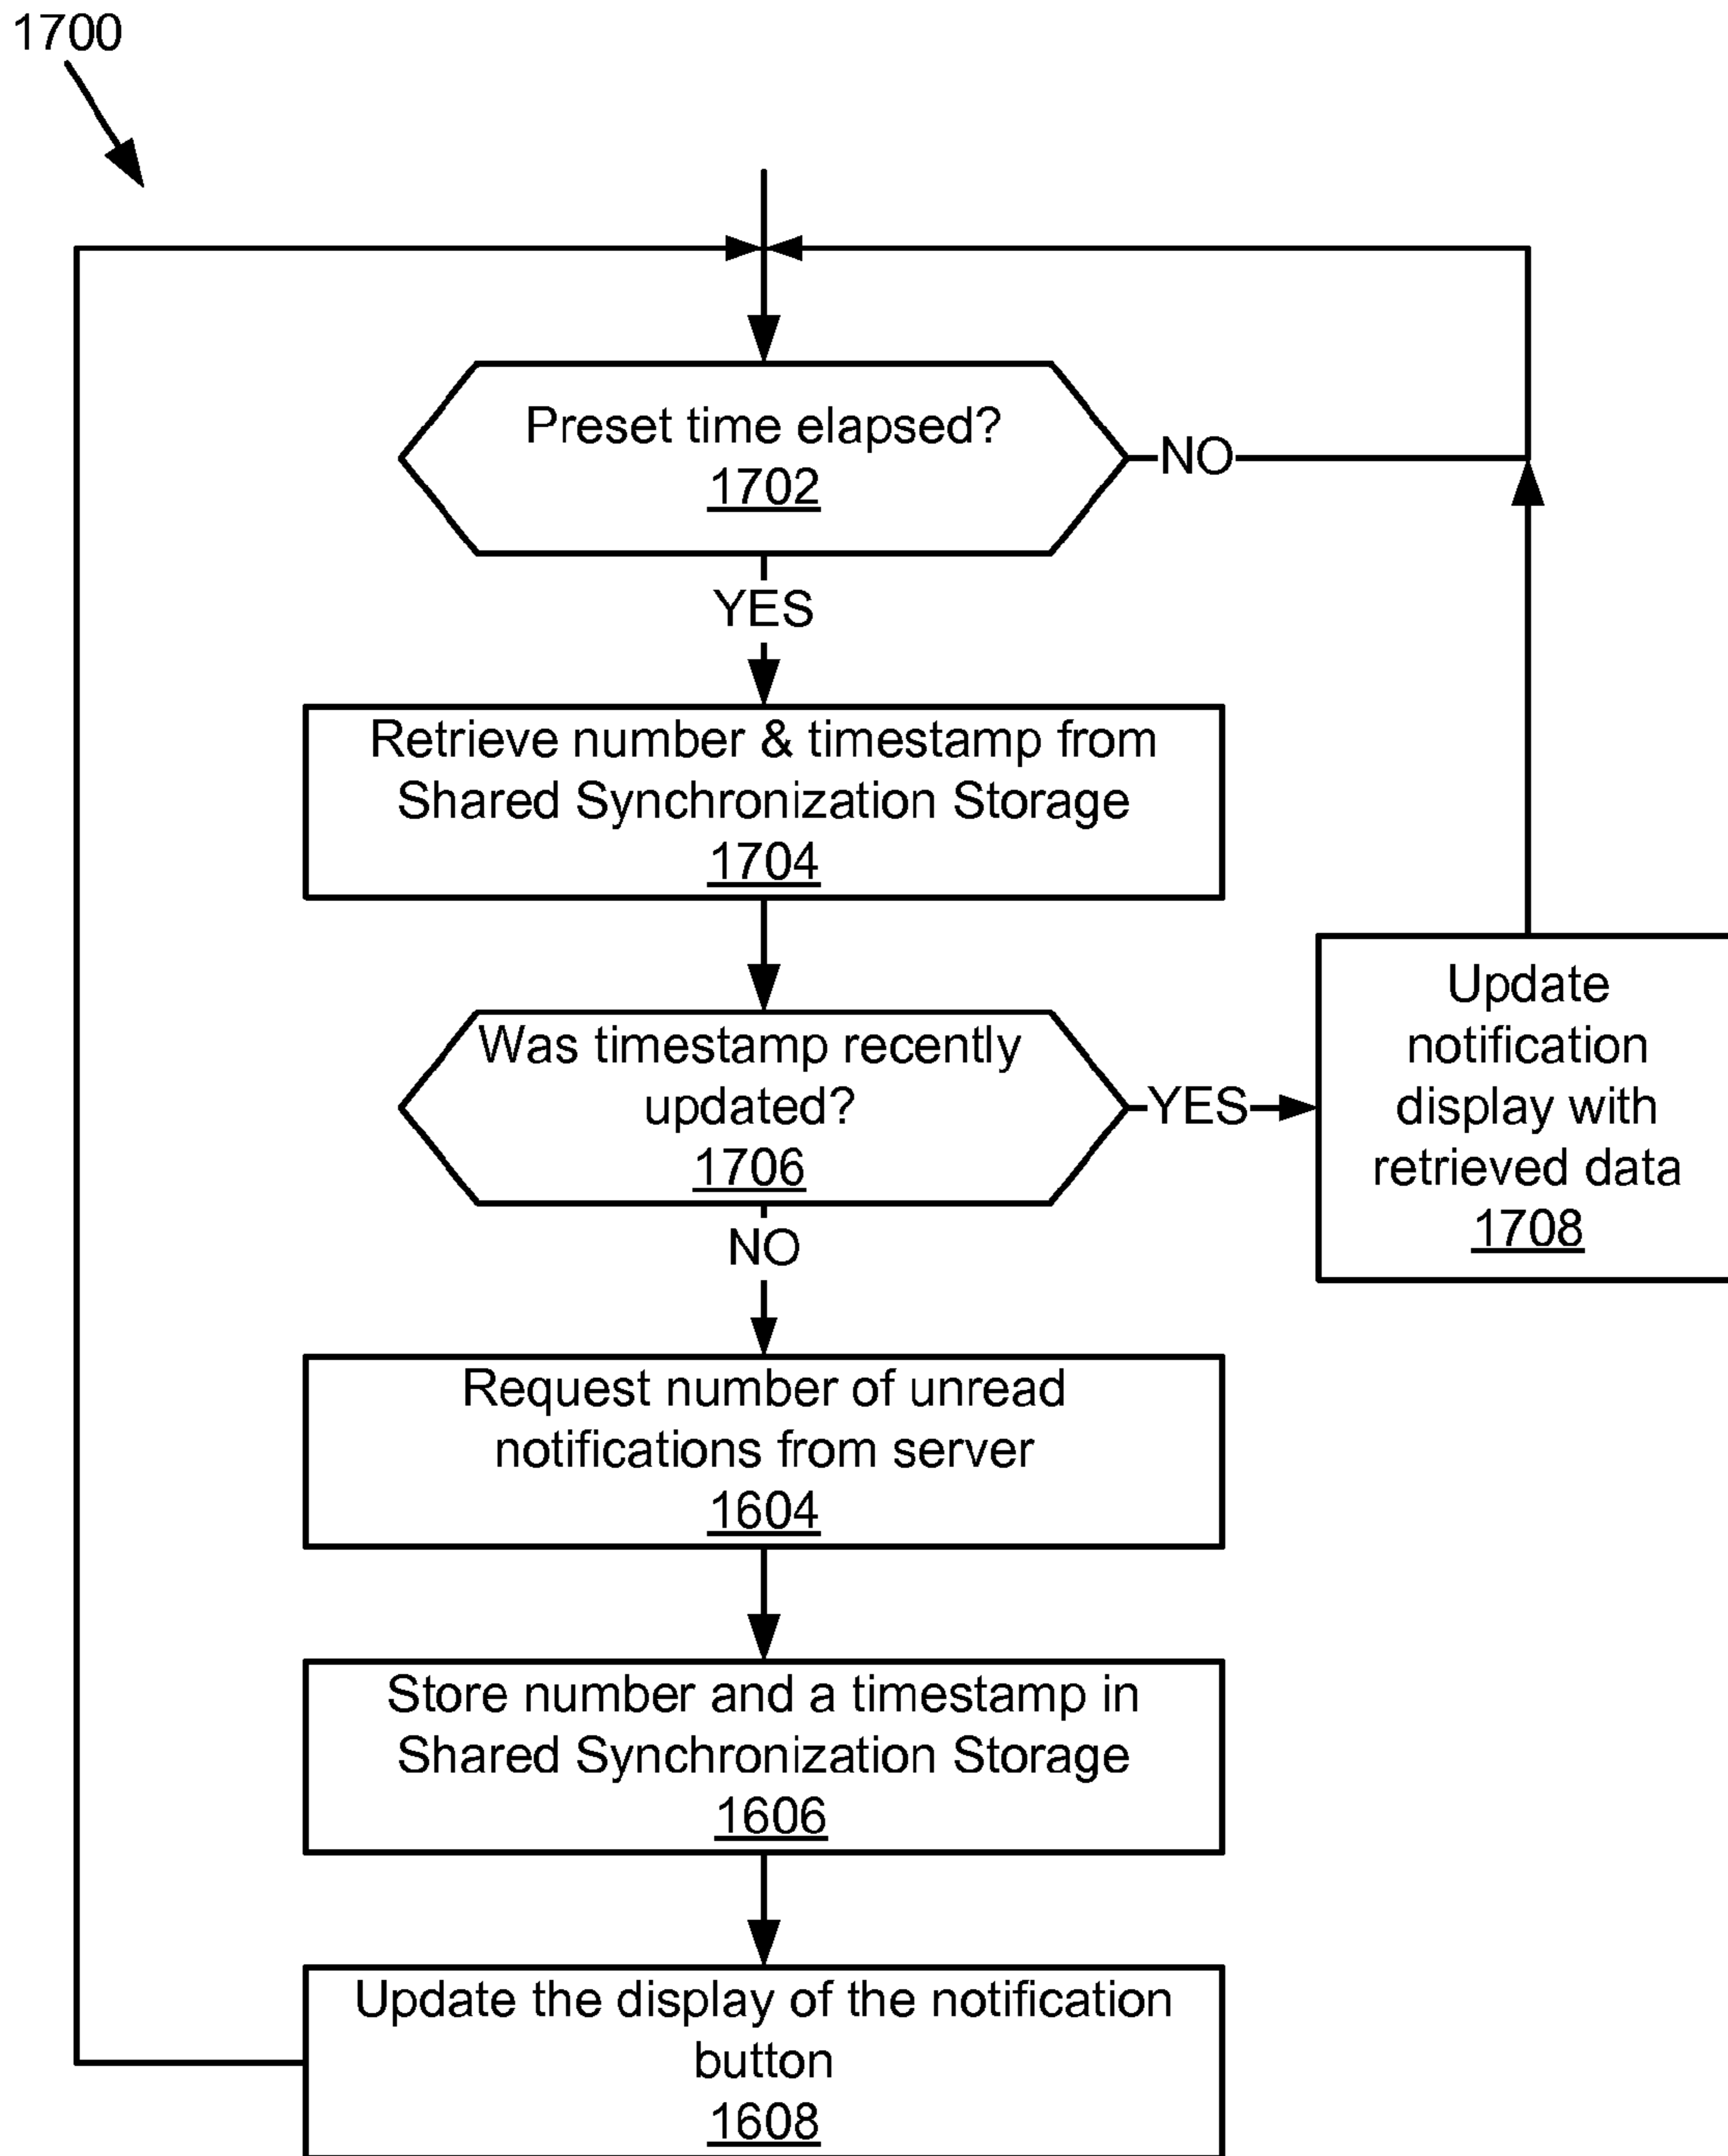 1700
Preset time elapsed?
1702
NO
YES
Retrieve number & timestamp from
Shared Synchronization Storage
1704
Was timestamp recently
updated?
1706
YES
Update
notification
display with
retrieved data
1708
NO
Request number of unread
notifications from server
1604
Store number and a timestamp in
Shared Synchronization Storage
1606
Update the display of the notification
button
1608